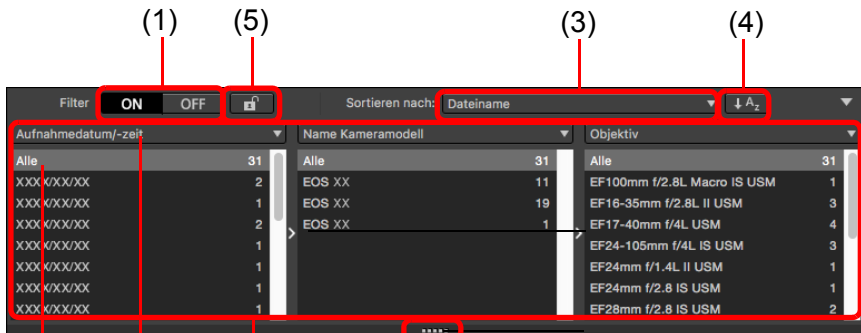 (1) (5) (3) (4)
Filter ON OFF Sortieren nach: Dateiname A Z
Aufnahmedatum/-zeit Name Kameramodell Objektiv
Alle 31 Alle 31 Alle 31
XXXX/XX/XX 2 EOS XX 11 EF100mm f/2.8L Macro IS USM 1
XXXX/XX/XX 1 EOS XX 19 EF16-35mm f/2.8L II USM 3
XXXX/XX/XX 2 EOS XX 1 EF17-40mm f/4L USM 4
XXXX/XX/XX 1 EF24-105mm f/4L IS USM 3
XXXX/XX/XX 1 EF24mm f/1.4L II USM 1
XXXX/XX/XX 1 EF24mm f/2.8 IS USM 1
XXXX/XX/XX 1 EF28mm f/2.8 IS USM 2